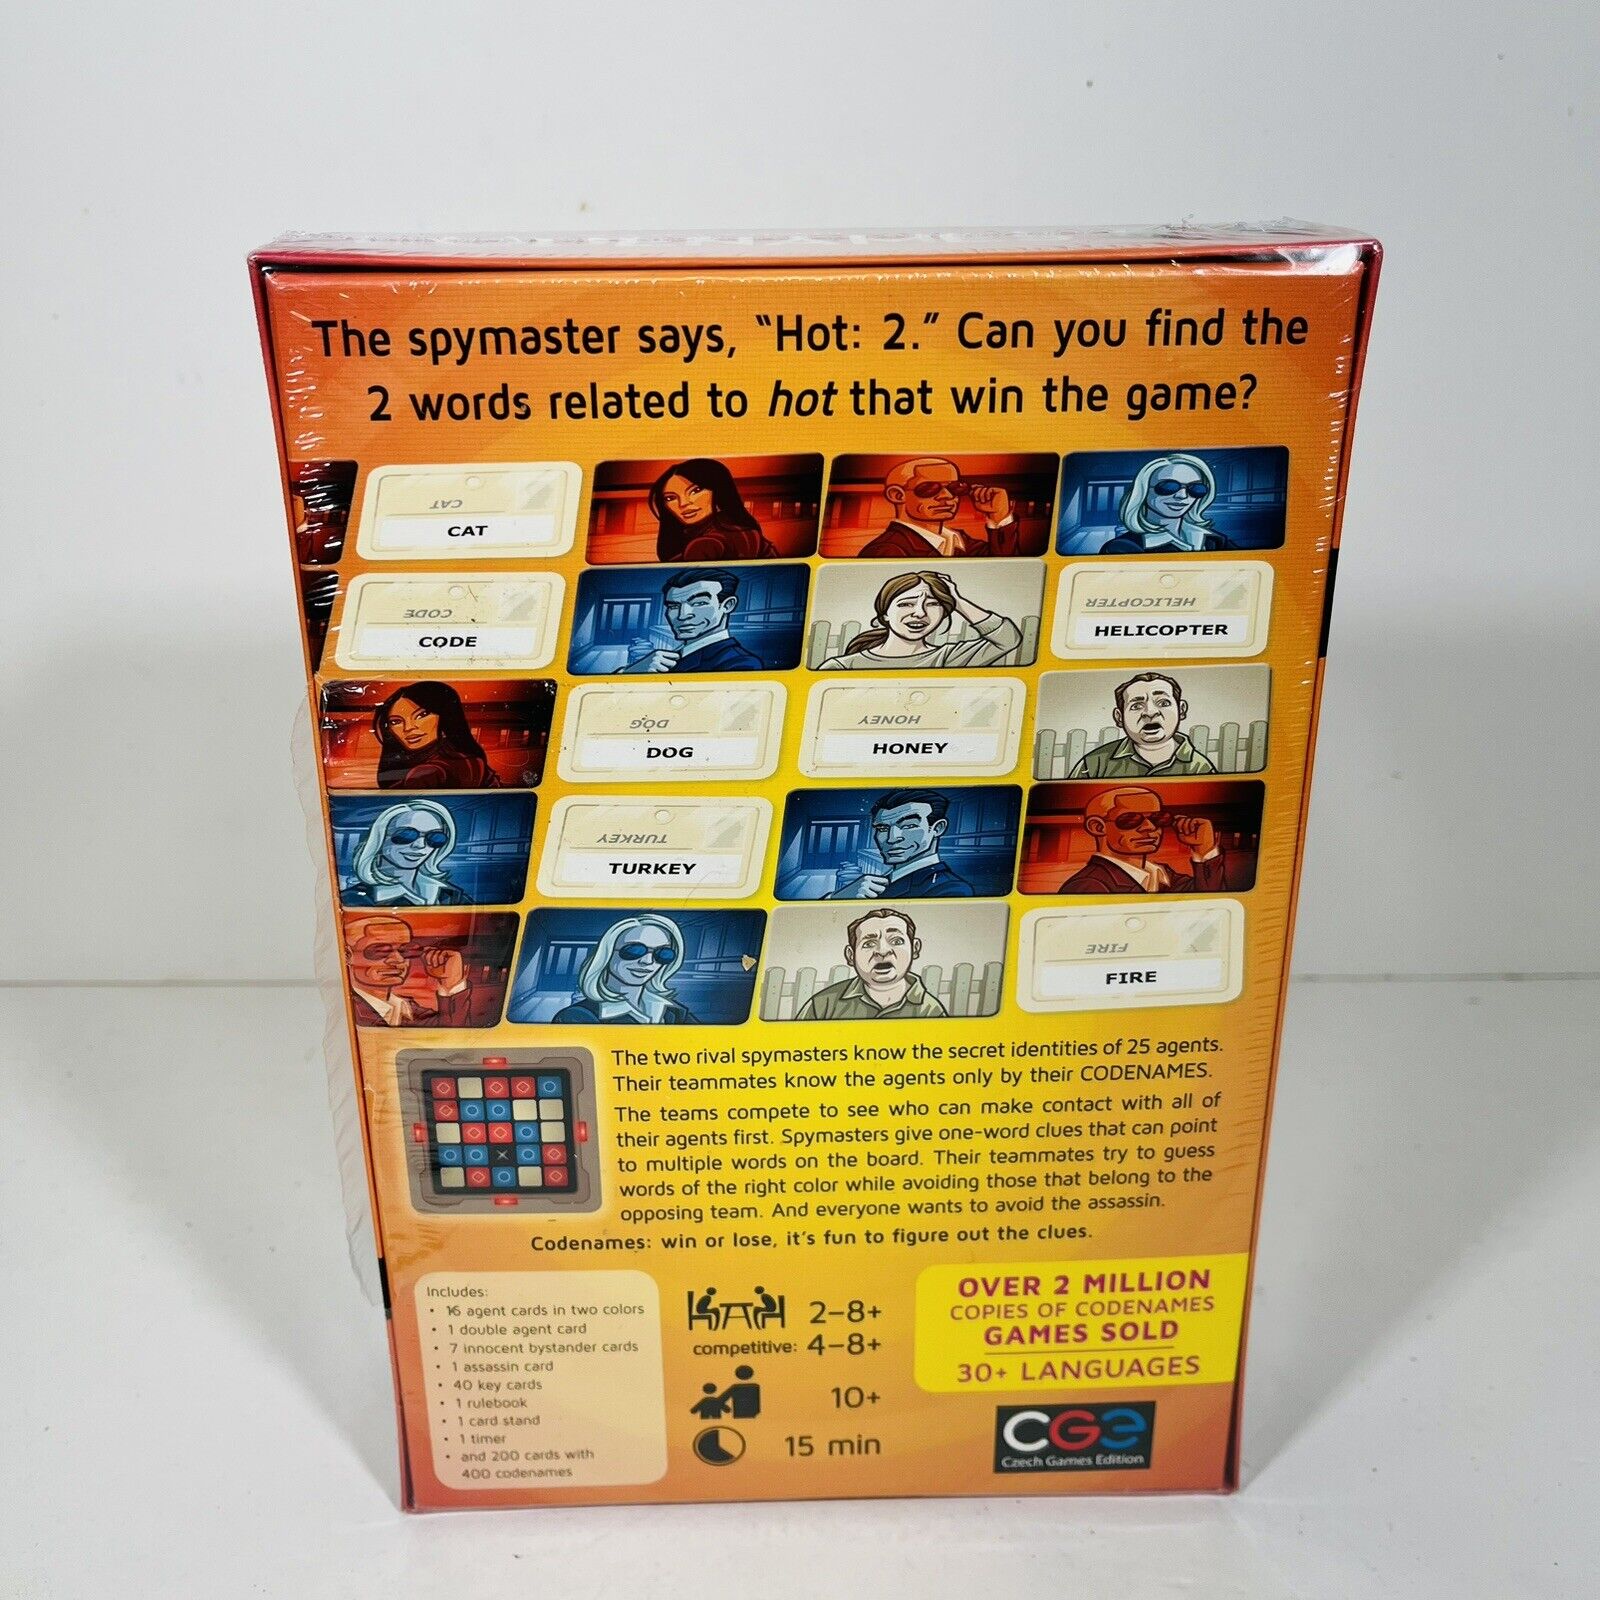 The spymaster says, “Hot: 2.” Can you find the
2 words related to hot that win the game?
CAT
CAT
CODE
CODE
HELICOPTER
HELICOPTER
DOG
DOG
HONEY
HONEY
TURKEY
TURKEY
FIRE
FIRE
The two rival spymasters know the secret identities of 25 agents.
Their teammates know the agents only by their CODENAMES.
The teams compete to see who can make contact with all of
their agents first. Spymasters give one-word clues that can point
to multiple words on the board. Their teammates try to guess
words of the right color while avoiding those that belong to the
opposing team. And everyone wants to avoid the assassin.
Codenames: win or lose, it's fun to figure out the clues.
Includes:
• 16 agent cards in two colors
• 1 double agent card
• 7 innocent bystander cards
• 1 assassin card
• 40 key cards
• 1 rulebook
• 1 card stand
• 1 timer
• and 200 cards with
400 codenames
2–8+
competitive: 4–8+
10+
15 min
OVER 2 MILLION
COPIES OF CODENAMES
GAMES SOLD
30+ LANGUAGES
CGE
Czech Games Edition